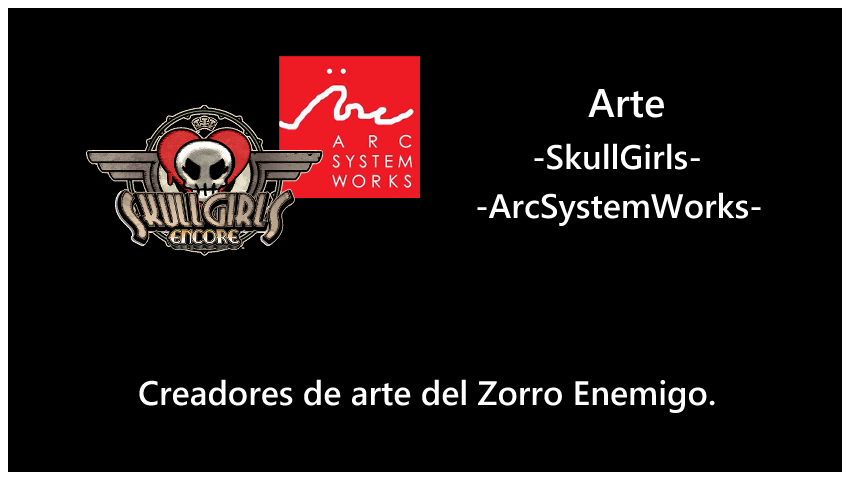 ARC
SYSTEM
WORKS
SKULLGIRLS
ENCORE
Arte
-SkullGirls-
-ArcSystemWorks-
Creadores de arte del Zorro Enemigo.